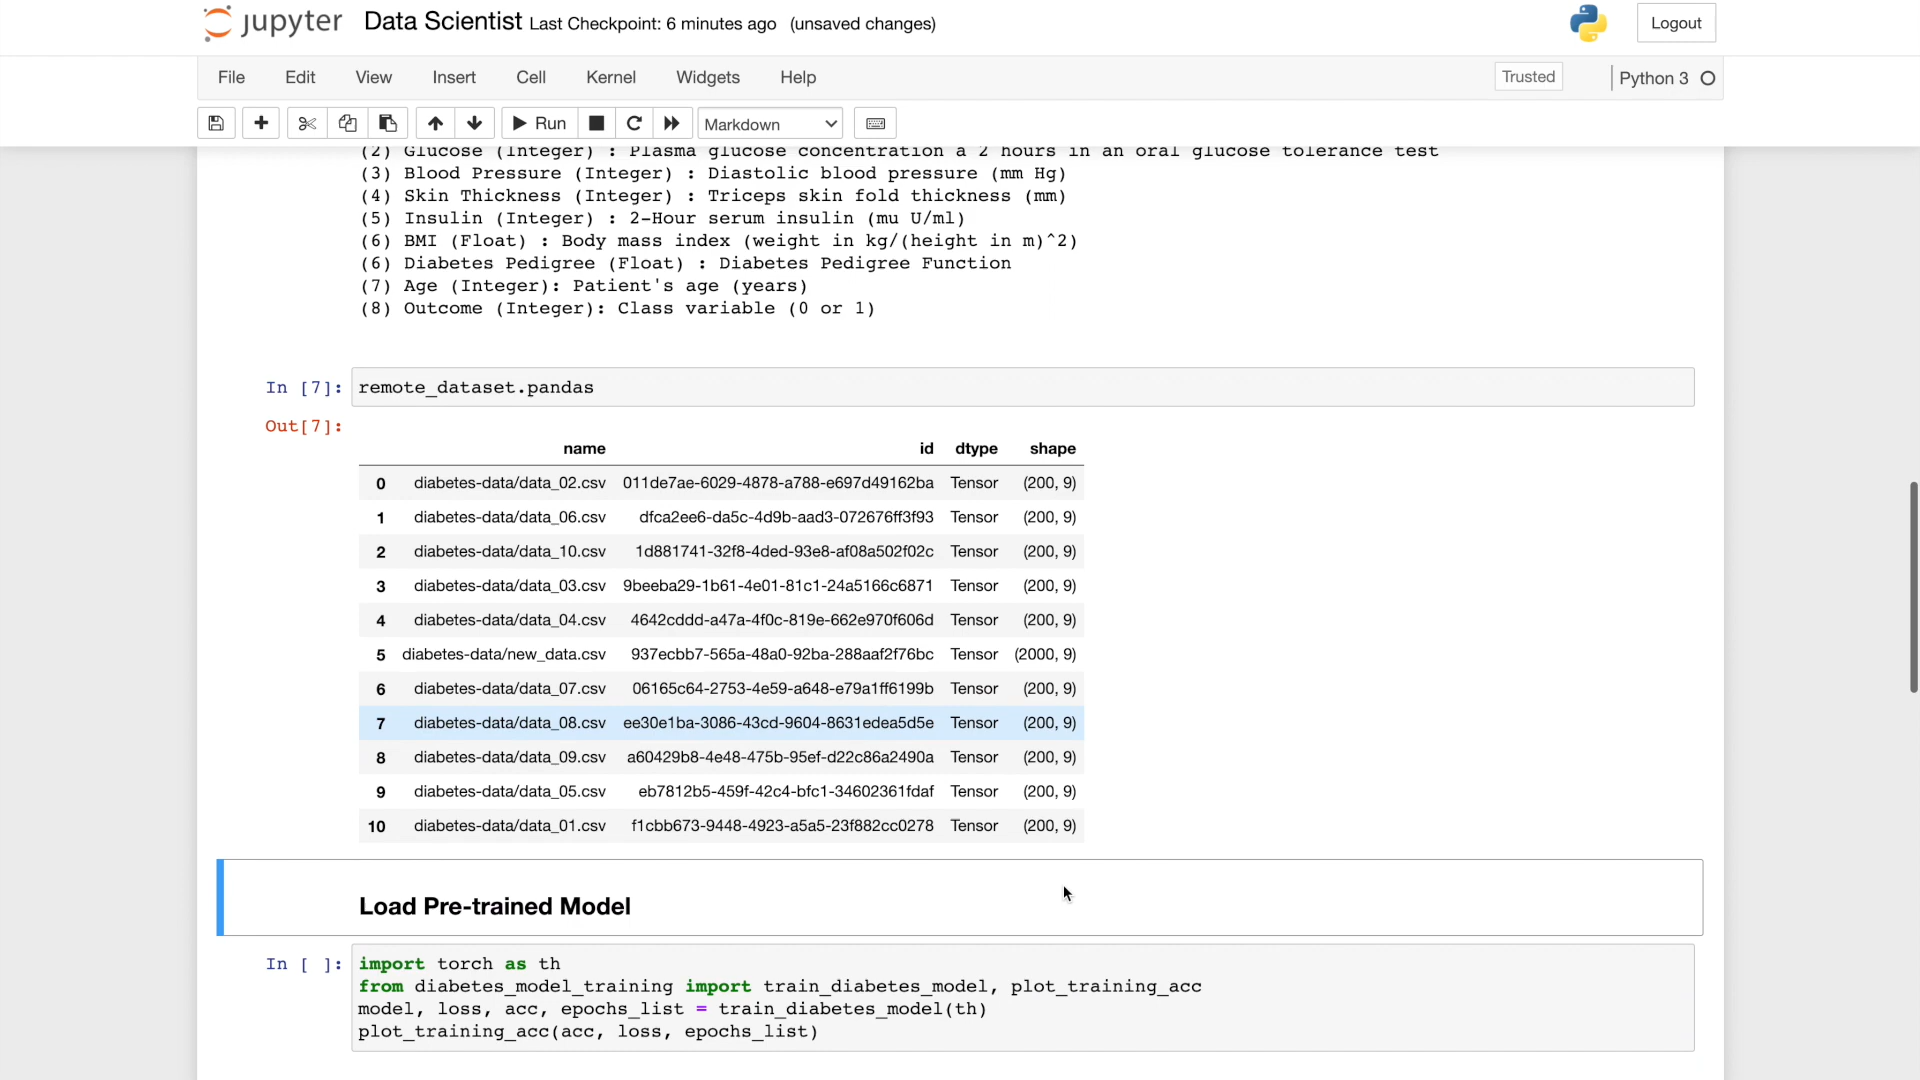 jupyter Data Scientist Last Checkpoint: 6 minutes ago (unsaved changes) Logout
File Edit View Insert Cell Kernel Widgets Help Trusted Python 3
Run Markdown
(2) Glucose (Integer) : Plasma glucose concentration a 2 hours in an oral glucose tolerance test
(3) Blood Pressure (Integer) : Diastolic blood pressure (mm Hg)
(4) Skin Thickness (Integer) : Triceps skin fold thickness (mm)
(5) Insulin (Integer) : 2-Hour serum insulin (mu U/ml)
(6) BMI (Float) : Body mass index (weight in kg/(height in m)^2)
(6) Diabetes Pedigree (Float) : Diabetes Pedigree Function
(7) Age (Integer): Patient's age (years)
(8) Outcome (Integer): Class variable (0 or 1)
In [7]: remote_dataset.pandas
Out[7]:
name id dtype shape
0 diabetes-data/data_02.csv 011de7ae-6029-4878-a788-e697d49162ba Tensor (200, 9)
1 diabetes-data/data_06.csv dfca2ee6-da5c-4d9b-aad3-072676ff3f93 Tensor (200, 9)
2 diabetes-data/data_10.csv 1d881741-32f8-4ded-93e8-af08a502f02c Tensor (200, 9)
3 diabetes-data/data_03.csv 9beeba29-1b61-4e01-81c1-24a5166c6871 Tensor (200, 9)
4 diabetes-data/data_04.csv 4642cddd-a47a-4f0c-819e-662e970f606d Tensor (200, 9)
5 diabetes-data/new_data.csv 937ecbb7-565a-48a0-92ba-288aaf2f76bc Tensor (2000, 9)
6 diabetes-data/data_07.csv 06165c64-2753-4e59-a648-e79a1ff6199b Tensor (200, 9)
7 diabetes-data/data_08.csv ee30e1ba-3086-43cd-9604-8631edea5d5e Tensor (200, 9)
8 diabetes-data/data_09.csv a60429b8-4e48-475b-95ef-d22c86a2490a Tensor (200, 9)
9 diabetes-data/data_05.csv eb7812b5-459f-42c4-bfc1-34602361fdaf Tensor (200, 9)
10 diabetes-data/data_01.csv f1cbb673-9448-4923-a5a5-23f882cc0278 Tensor (200, 9)
Load Pre-trained Model
In [ ]: import torch as th
from diabetes_model_training import train_diabetes_model, plot_training_acc
model, loss, acc, epochs_list = train_diabetes_model(th)
plot_training_acc(acc, loss, epochs_list)